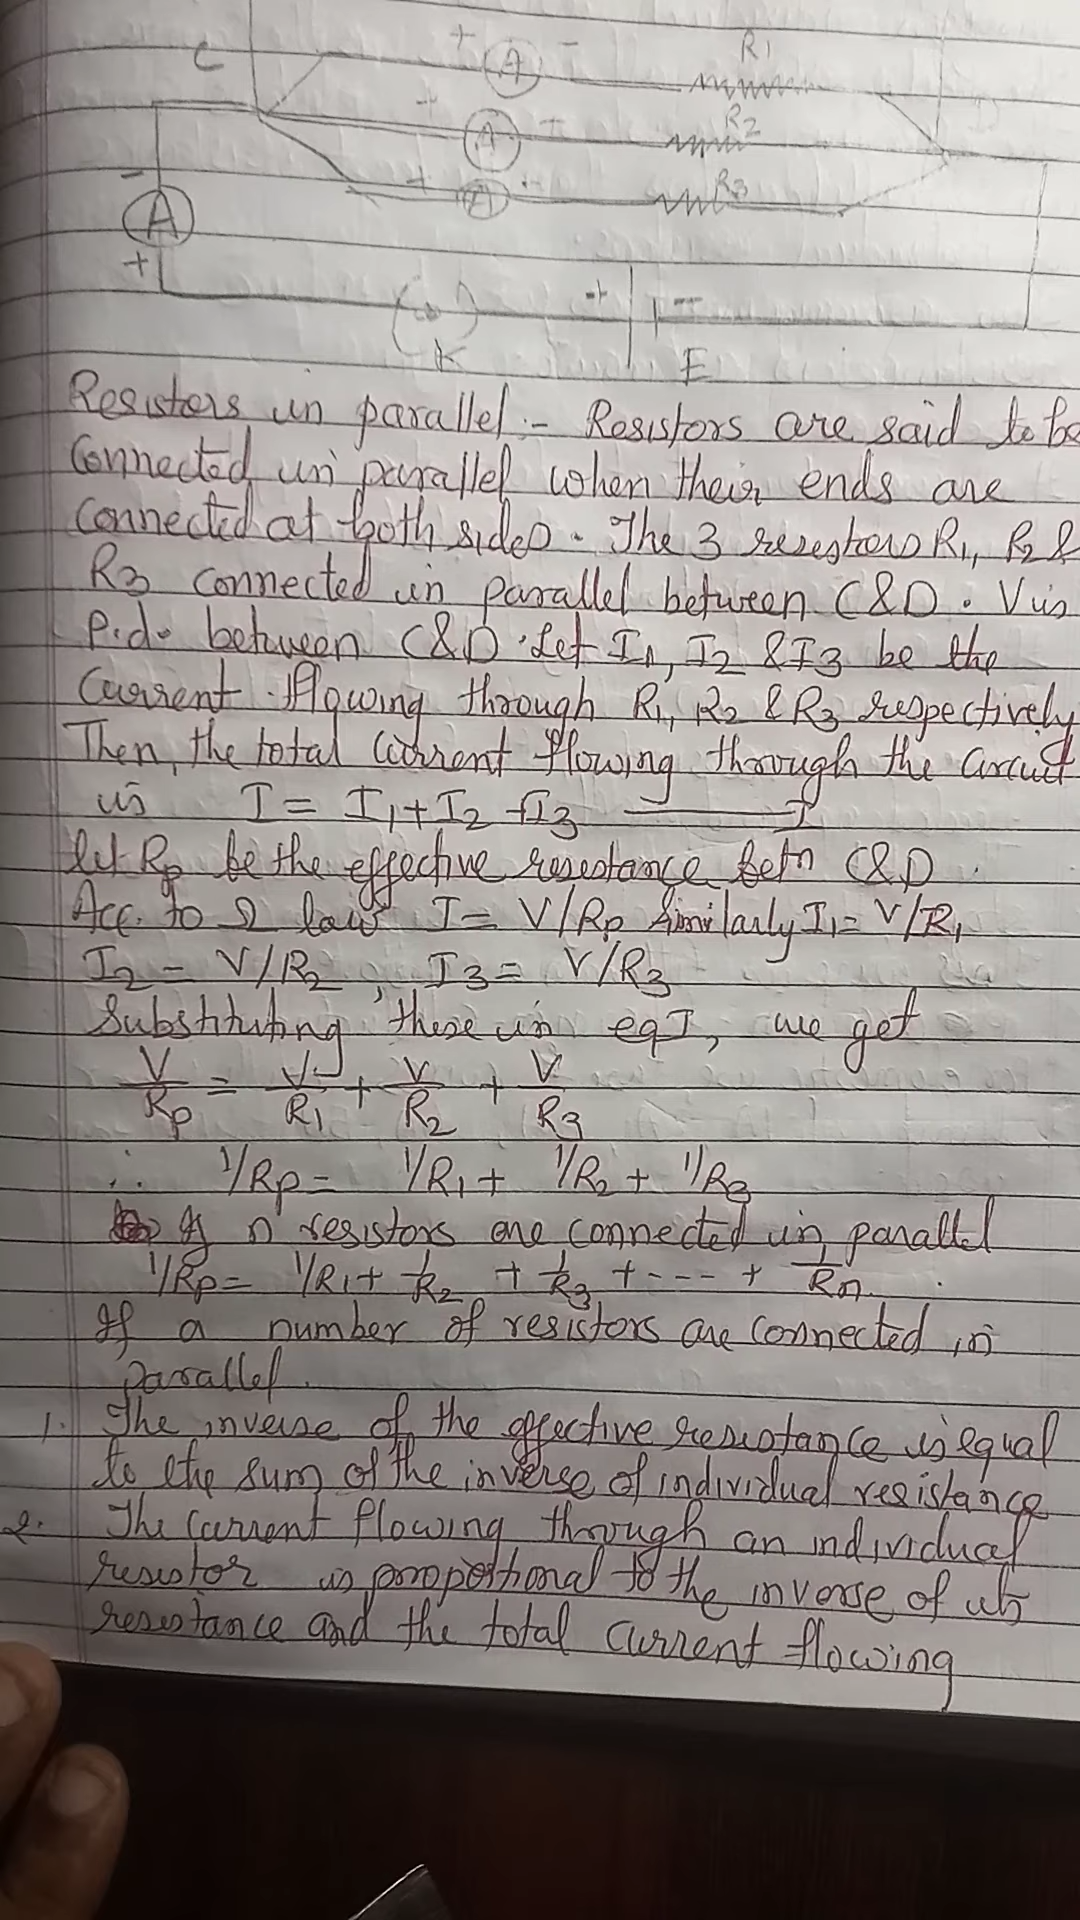 C + A - R1
+ A + R2
+ A + R3
-
A
+
K + E
Resistors in parallel :- Resistors are said to be
connected in parallel when their ends are
connected at both sides. The 3 resestors R1, R2 &
R3 connected in parallel between C&D. V is
P.d. between C&D. Let I1, I2 & I3 be the
current flowing through R1, R2 & R3 respectively
Then, the total current flowing through the circuit
is I = I1 + I2 + I3 — I
let Rp be the effective resestance betn C&D.
Acc. to Ω law I = V/Rp Similarly I1 = V/R1
I2 = V/R2, I3 = V/R3
Substituting these in eqI, we get
V/Rp = V/R1 + V/R2 + V/R3
∴ 1/Rp = 1/R1 + 1/R2 + 1/R3
If n resistors are connected in parallel
1/Rp = 1/R1 + 1/R2 + 1/R3 + ---- + 1/Rn
If a number of resistors are connected in
parallel.
1. The inverse of the effective resestance is equal
to the sum of the inverse of individual resistance
2. The current flowing through an individual
resestor is proportional to the inverse of its
resestance and the total current flowing